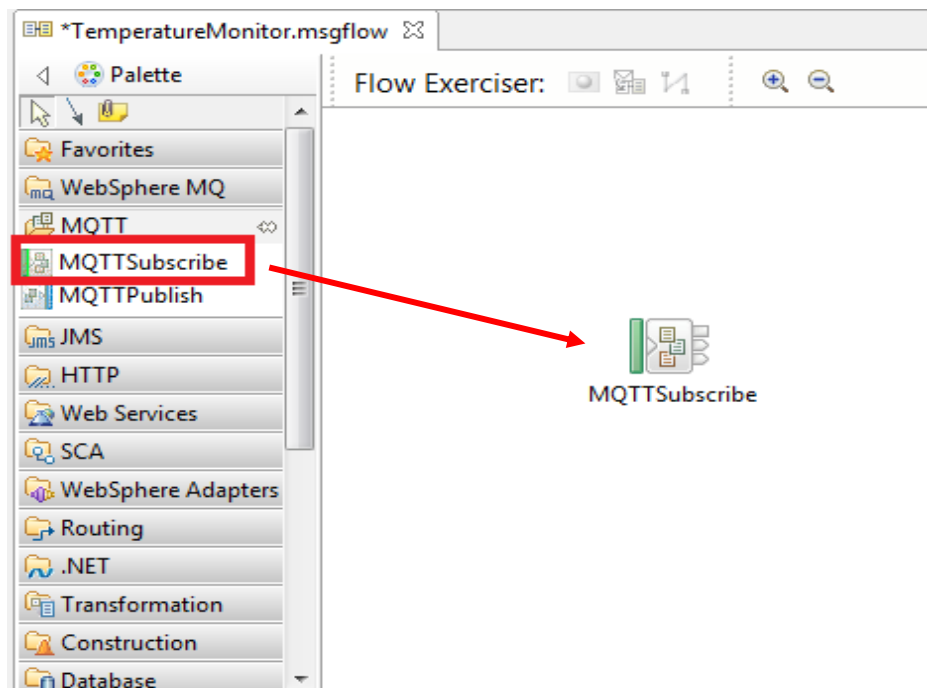 *TemperatureMonitor.msgflow
Palette
Flow Exerciser:
Favorites
WebSphere MQ
MQTT
MQTTSubscribe
MQTTPublish
JMS
HTTP
Web Services
SCA
WebSphere Adapters
Routing
.NET
Transformation
Construction
Database
MQTTSubscribe